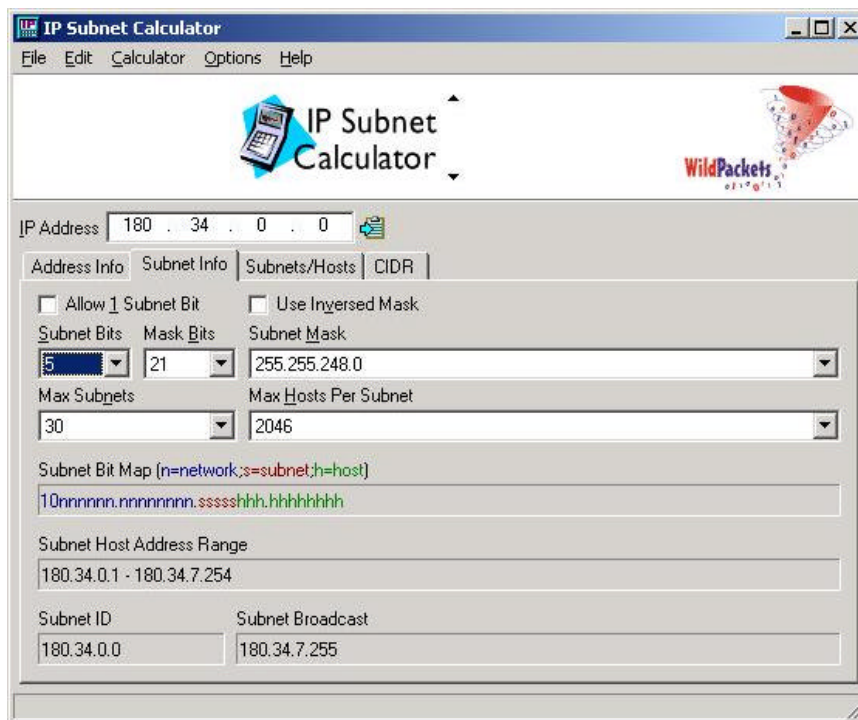 IP Subnet Calculator
File Edit Calculator Options Help
IP Subnet
Calculator
WildPackets
IP Address 180 . 34 . 0 . 0
Address Info Subnet Info Subnets/Hosts CIDR
Allow 1 Subnet Bit Use Inversed Mask
Subnet Bits Mask Bits Subnet Mask
5 21 255.255.248.0
Max Subnets Max Hosts Per Subnet
30 2046
Subnet Bit Map (n=network;s=subnet;h=host)
10nnnnnn.nnnnnnnn.ssssshhh.hhhhhhhh
Subnet Host Address Range
180.34.0.1 - 180.34.7.254
Subnet ID Subnet Broadcast
180.34.0.0 180.34.7.255